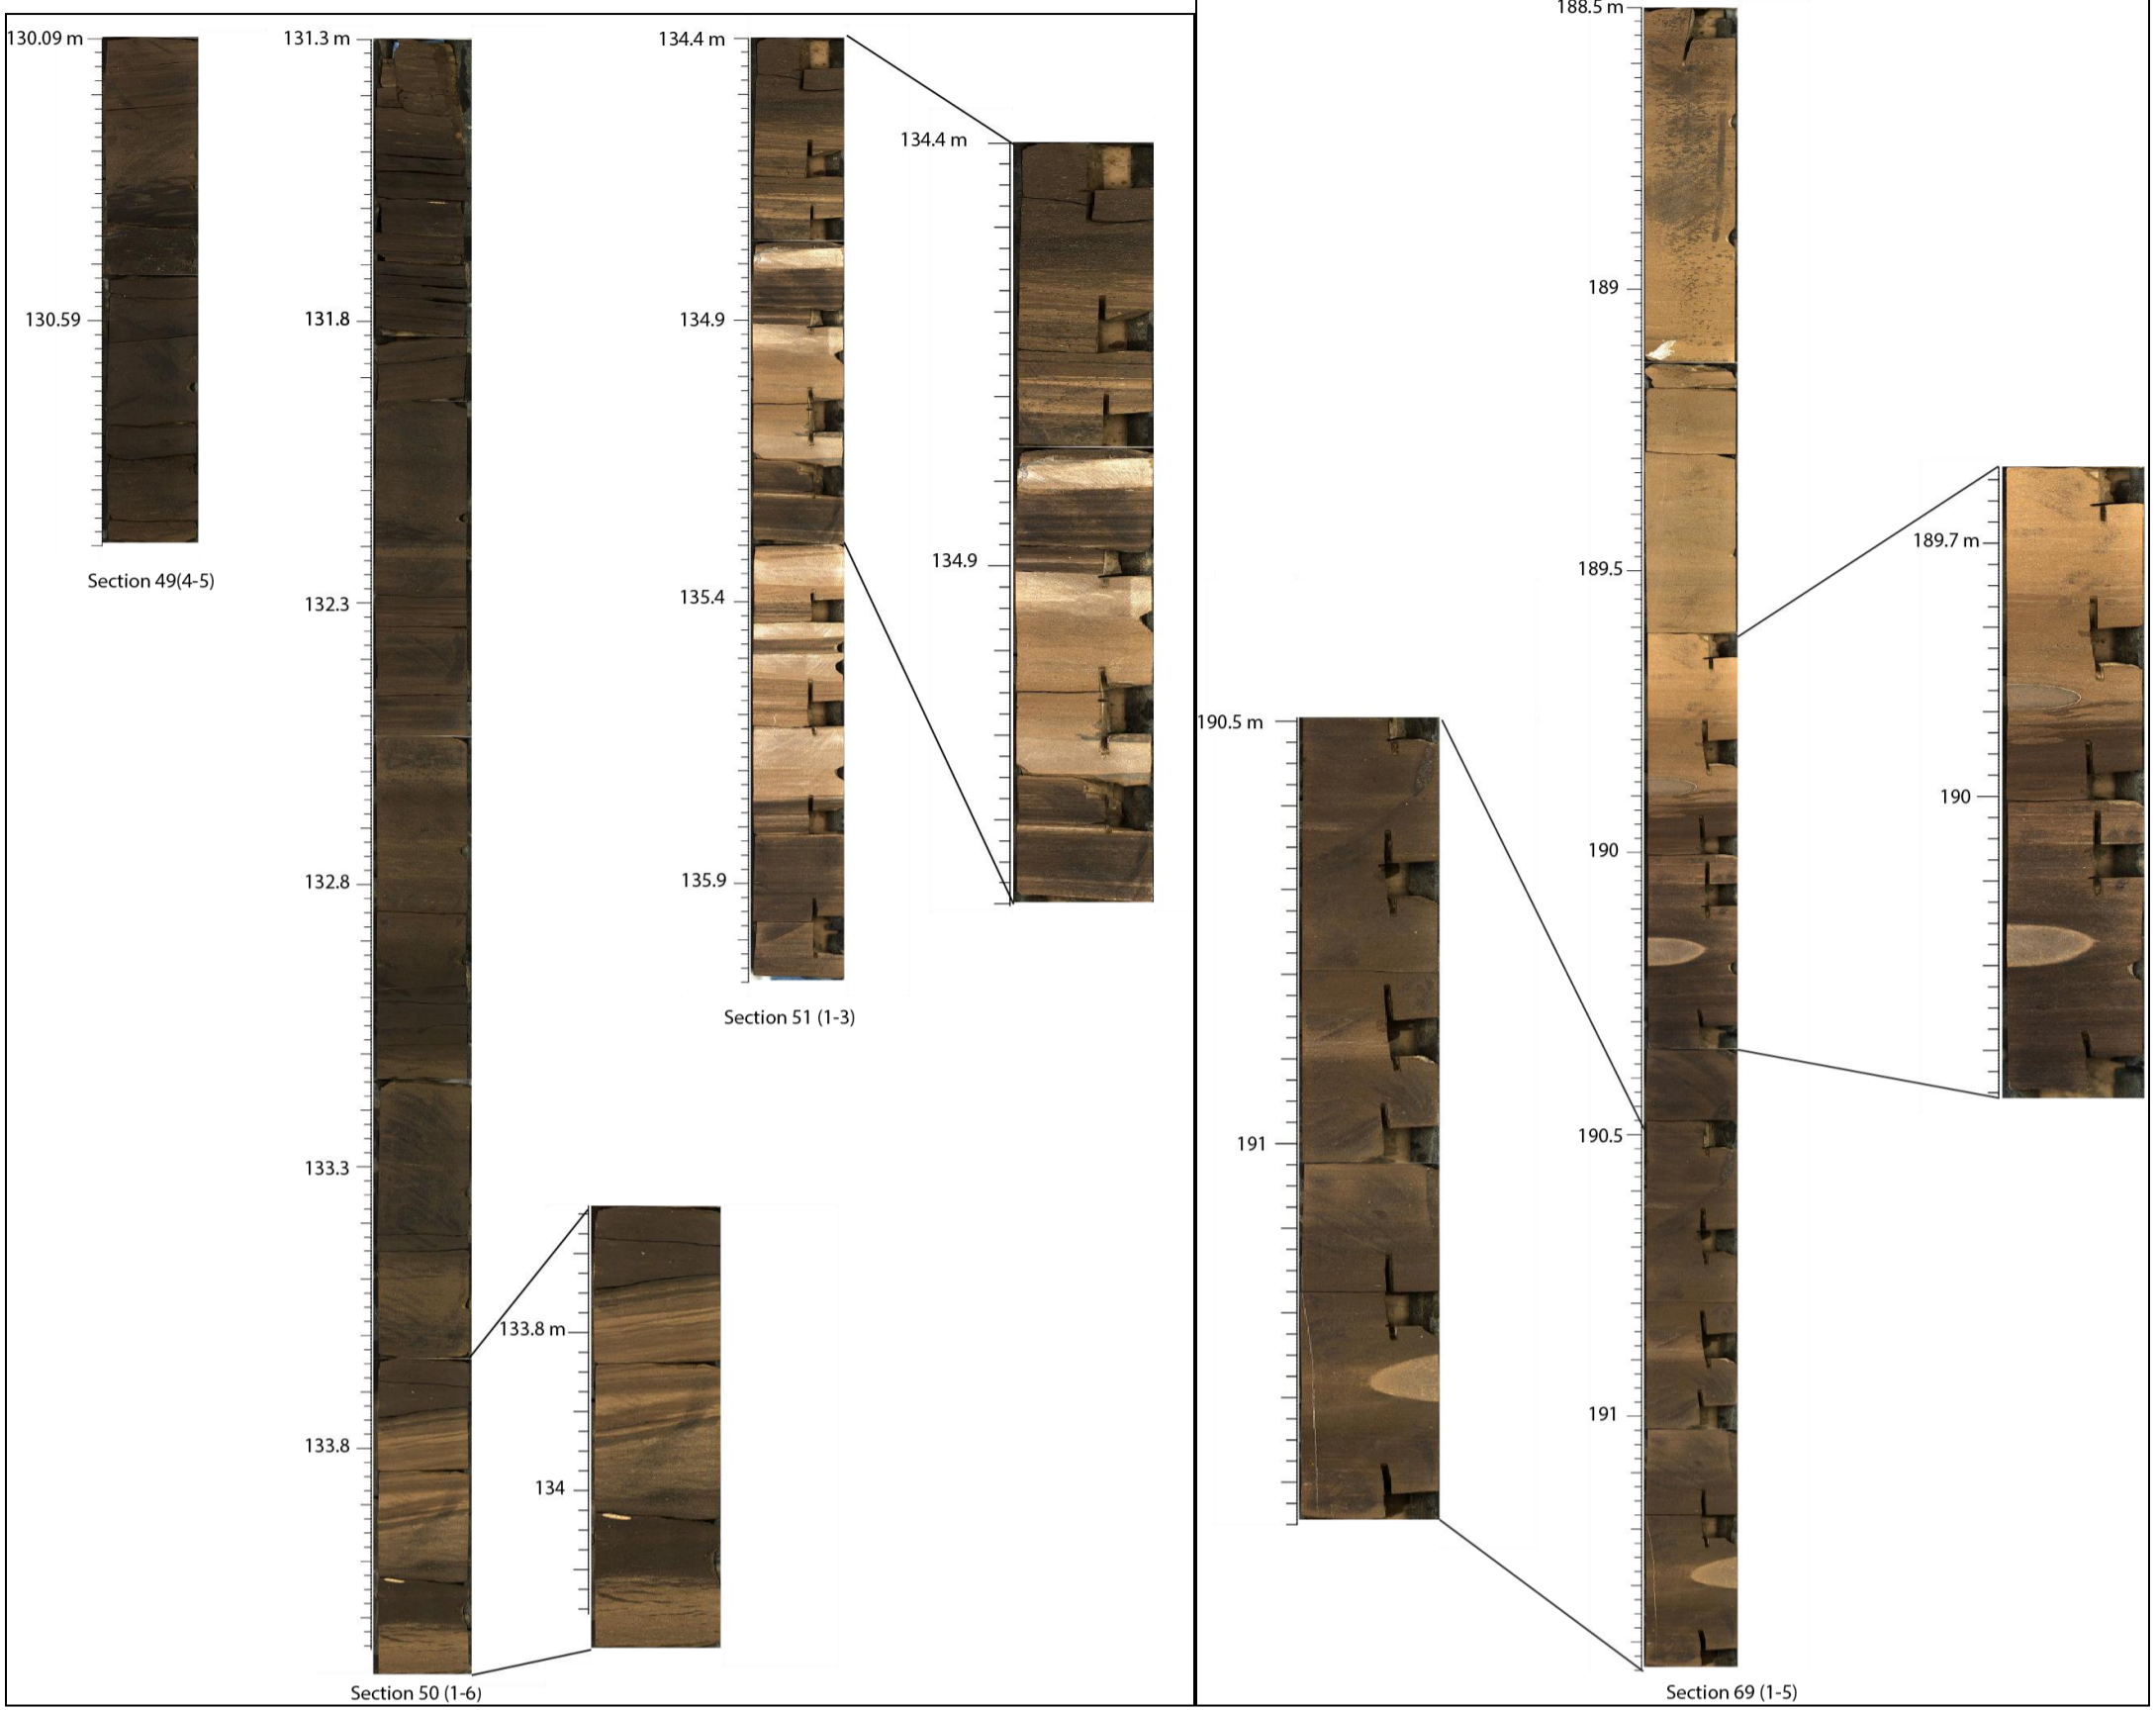 130.09 m
130.59
Section 49(4-5)
131.3 m
131.8
132.3
132.8
133.3
133.8
Section 50 (1-6)
133.8 m
134
134.4 m
134.9
135.4
135.9
Section 51 (1-3)
134.4 m
134.9
190.5 m
191
188.5 m
189
189.5
190
190.5
191
Section 69 (1-5)
189.7 m
190